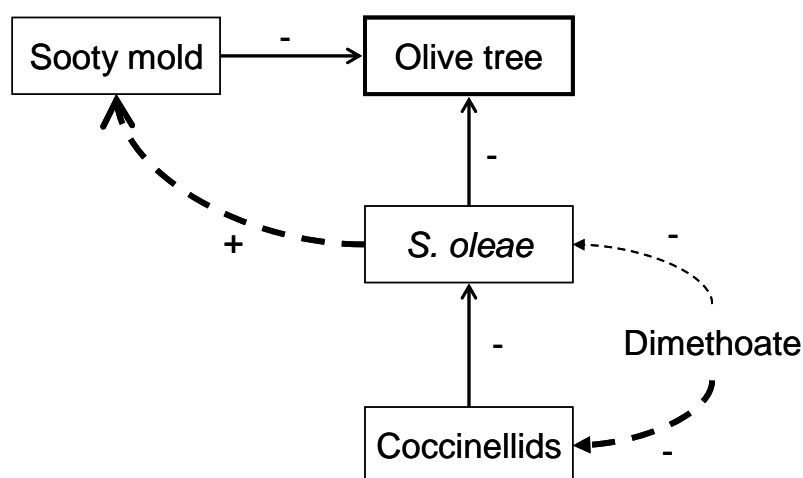 Sooty mold
-
Olive tree
-
+
S. oleae
-
-
Dimethoate
Coccinellids
-